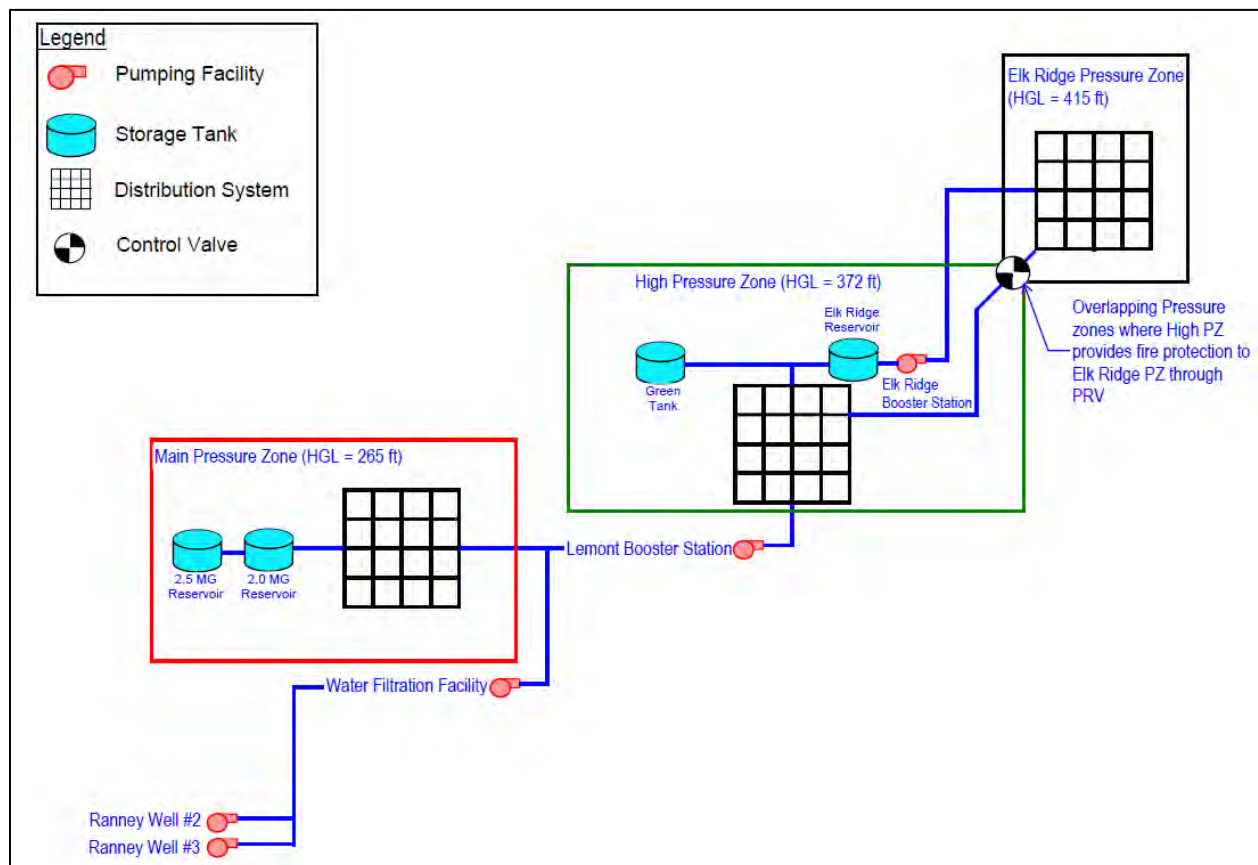 Legend
Pumping Facility
Storage Tank
Distribution System
Control Valve
Elk Ridge Pressure Zone
(HGL = 415 ft)
High Pressure Zone (HGL = 372 ft)
Elk Ridge
Reservoir
Green
Tank
Elk Ridge
Booster Station
Overlapping Pressure
zones where High PZ
provides fire protection to
Elk Ridge PZ through
PRV
Main Pressure Zone (HGL = 265 ft)
2.5 MG
Reservoir
2.0 MG
Reservoir
Lemont Booster Station
Water Filtration Facility
Ranney Well #2
Ranney Well #3